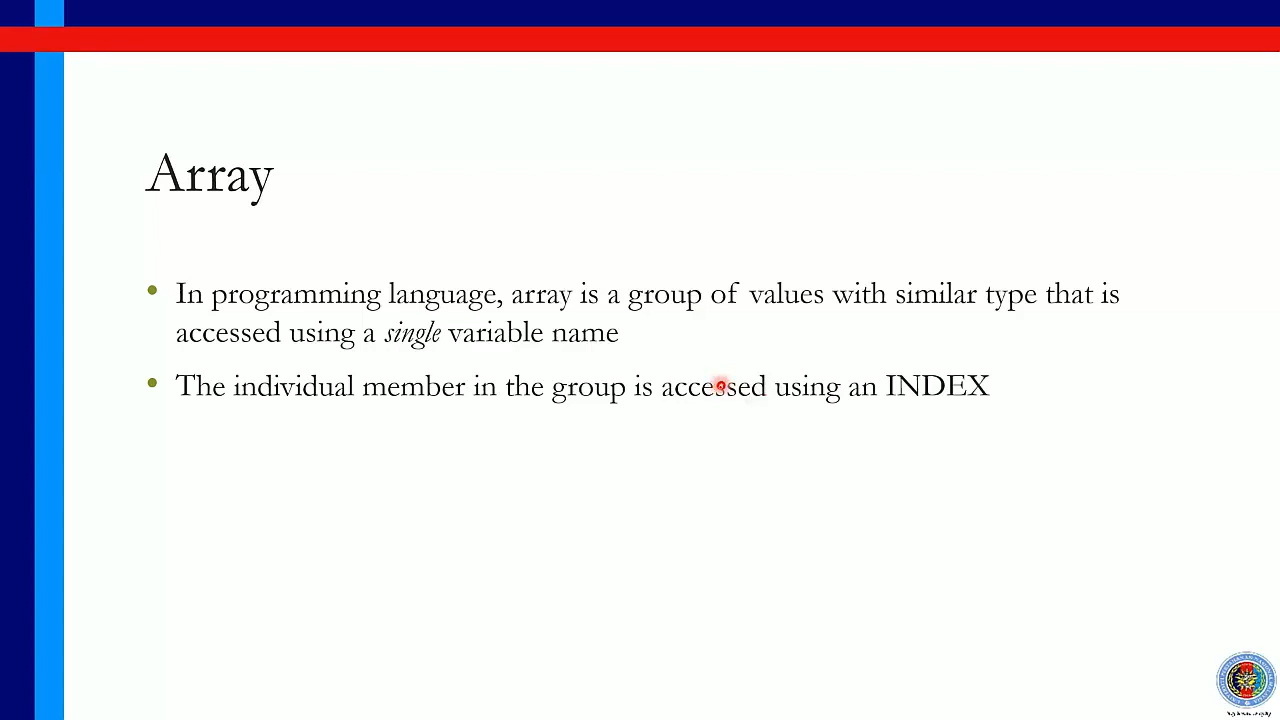 Array
• In programming language, array is a group of values with similar type that is
accessed using a single variable name
• The individual member in the group is accessed using an INDEX